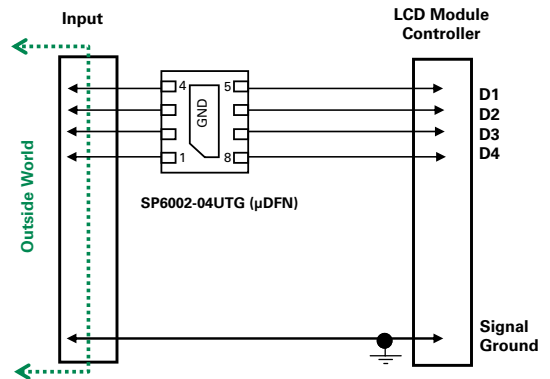 Input
LCD Module
Controller
4
5
D1
D2
GND
D3
1
8
D4
SP6002-04UTG (µDFN)
Outside World
Signal
Ground